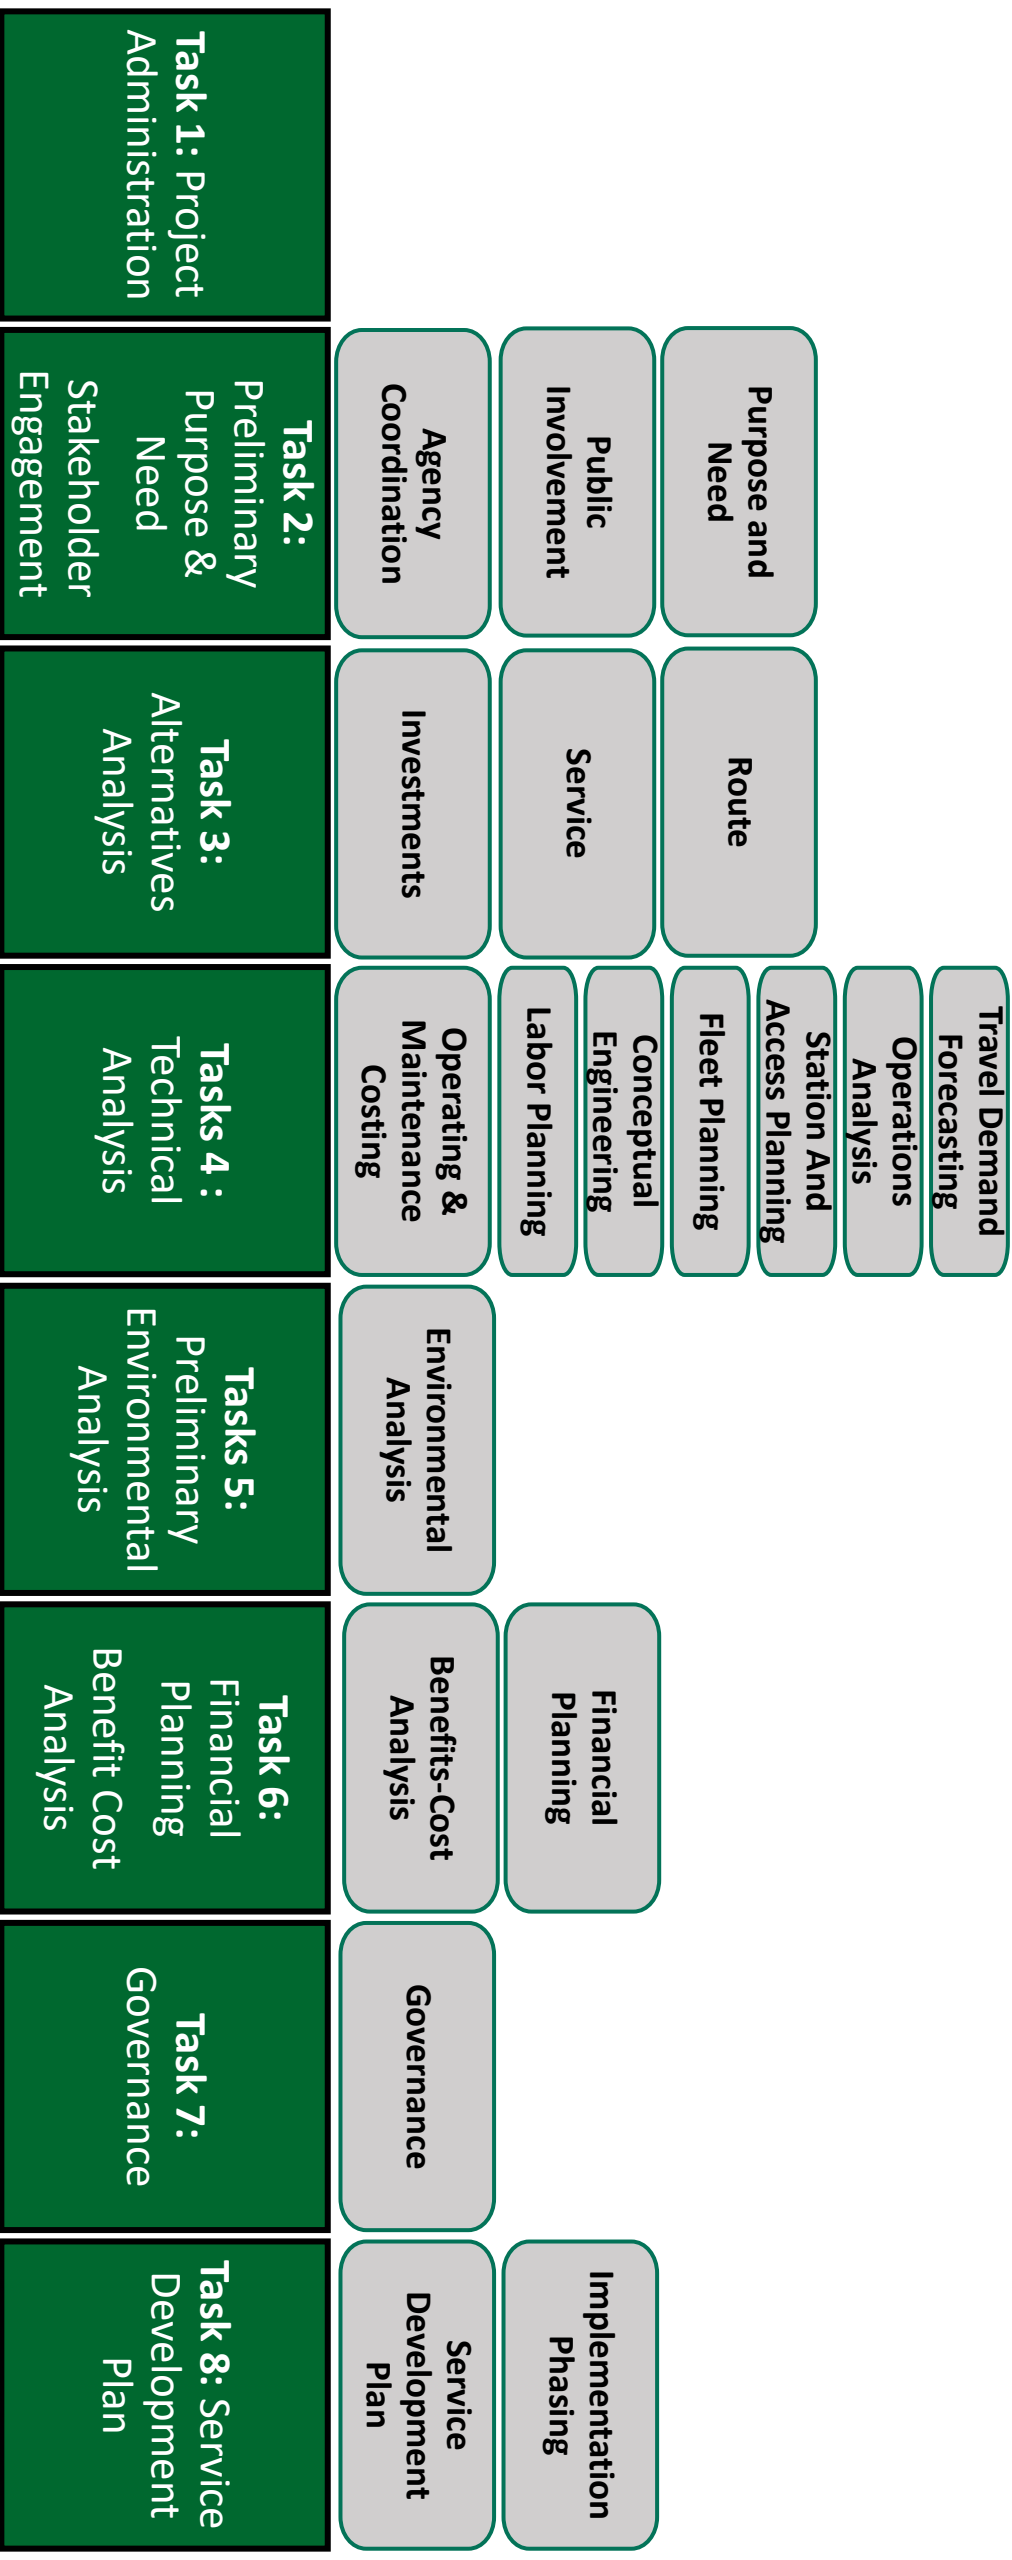 Task 1: Project
Administration
Purpose and
Need
Public
Involvement
Agency
Coordination
Task 2:
Preliminary
Purpose &
Need
Stakeholder
Engagement
Route
Service
Investments
Task 3:
Alternatives
Analysis
Travel Demand
Forecasting
Operations
Analysis
Station And
Access Planning
Fleet Planning
Conceptual
Engineering
Labor Planning
Operating &
Maintenance
Costing
Tasks 4 :
Technical
Analysis
Environmental
Analysis
Tasks 5:
Preliminary
Environmental
Analysis
Financial
Planning
Benefits-Cost
Analysis
Task 6:
Financial
Planning
Benefit Cost
Analysis
Governance
Task 7:
Governance
Implementation
Phasing
Service
Development
Plan
Task 8: Service
Development
Plan